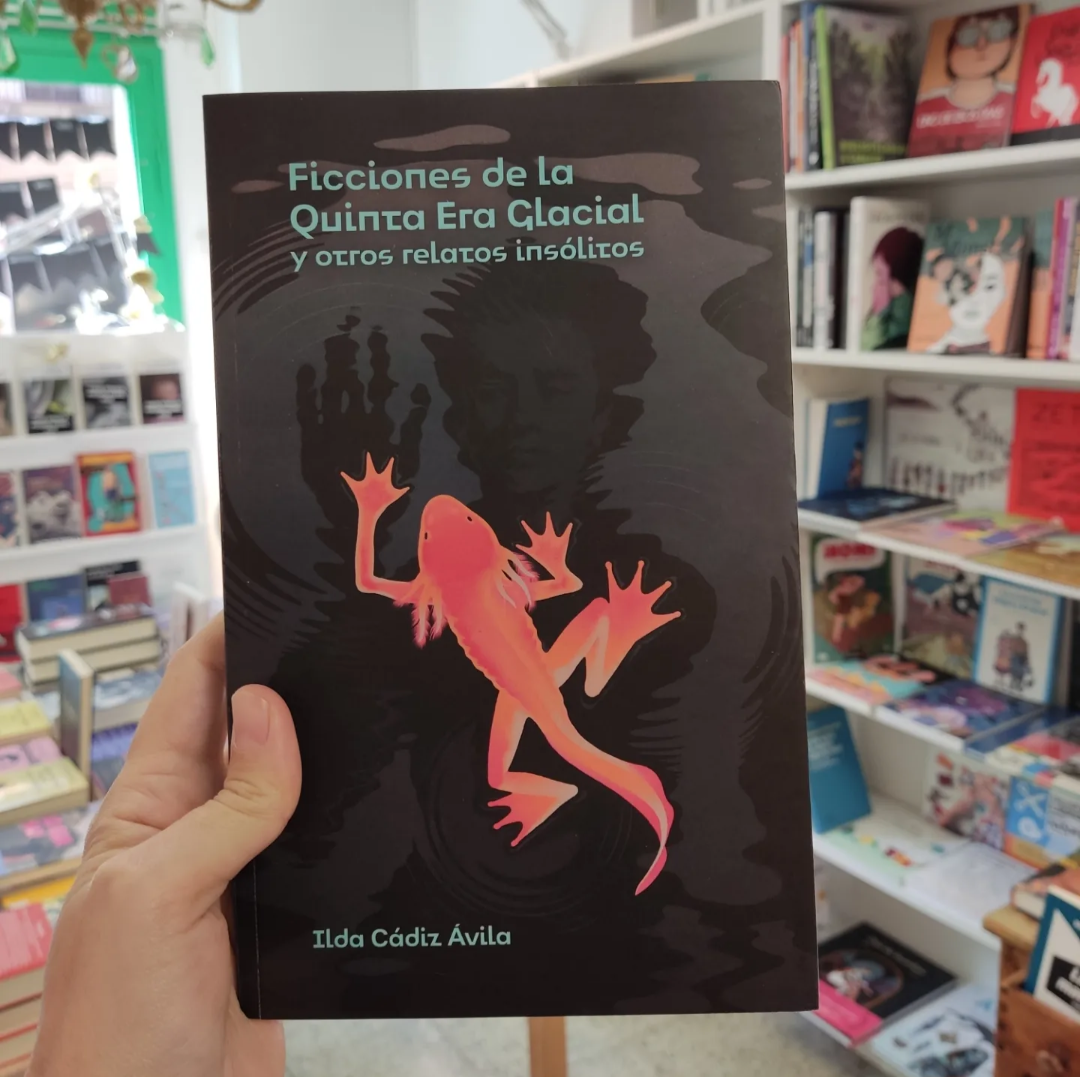 Ficciones de la
Quinta Era Glacial
y otros relatos insólitos
Ilda Cádiz Ávila